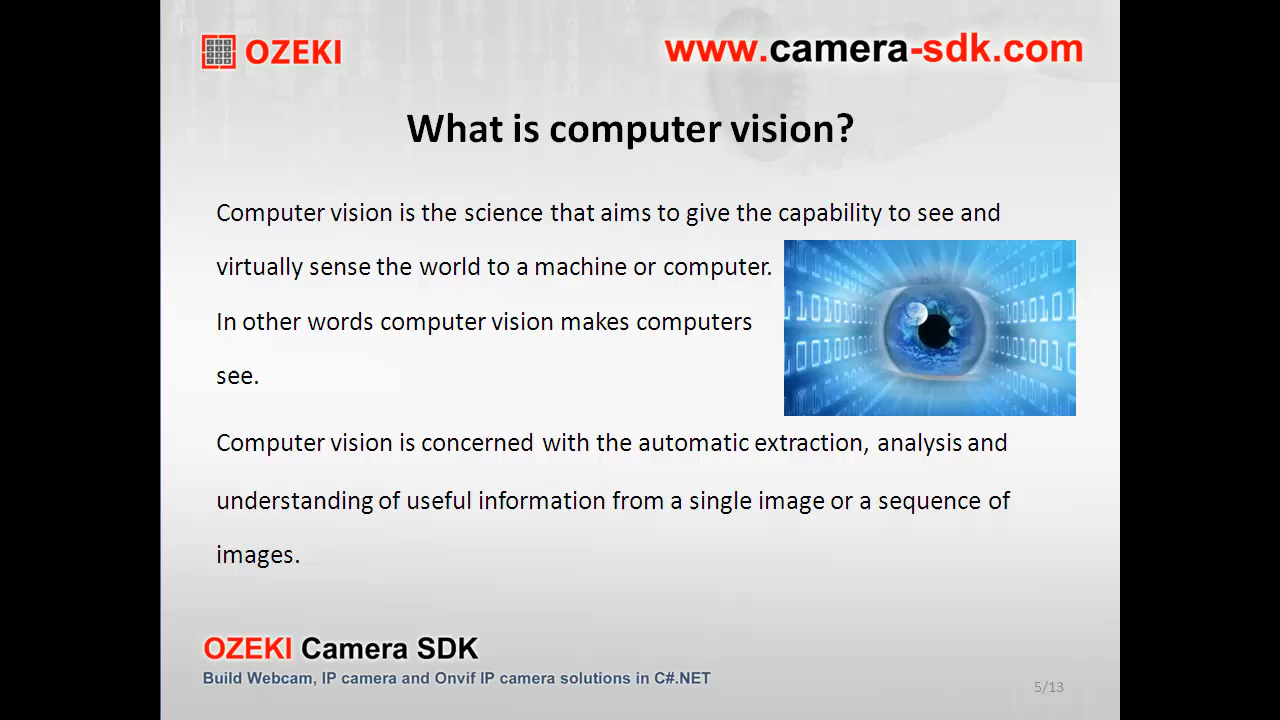 OZEKI
www.camera-sdk.com
What is computer vision?
Computer vision is the science that aims to give the capability to see and
virtually sense the world to a machine or computer.
In other words computer vision makes computers
see.
Computer vision is concerned with the automatic extraction, analysis and
understanding of useful information from a single image or a sequence of
images.
OZEKI Camera SDK
Build Webcam, IP camera and Onvif IP camera solutions in C#.NET
5/13